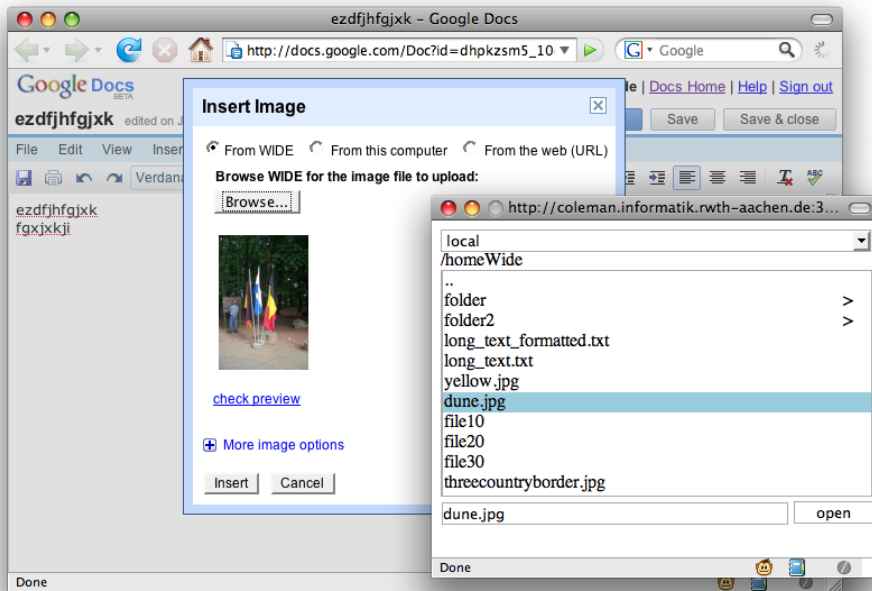 ezdfjhfgjxk – Google Docs
http://docs.google.com/Doc?id=dhpkzsm5_10
G Google
Google Docs
BETA
le | Docs Home | Help | Sign out
ezdfjhfgjxk edited on J
Save
Save & close
File Edit View Inser
Verdana
ABC
ezdfjhfgjxk
fgxjxkji
Insert Image
From WIDE From this computer From the web (URL)
Browse WIDE for the image file to upload:
Browse...
check preview
More image options
Insert Cancel
Done
http://coleman.informatik.rwth-aachen.de:3...
local
/homeWide
..
folder >
folder2 >
long_text_formatted.txt
long_text.txt
yellow.jpg
dune.jpg
file10
file20
file30
threecountryborder.jpg
dune.jpg
open
Done